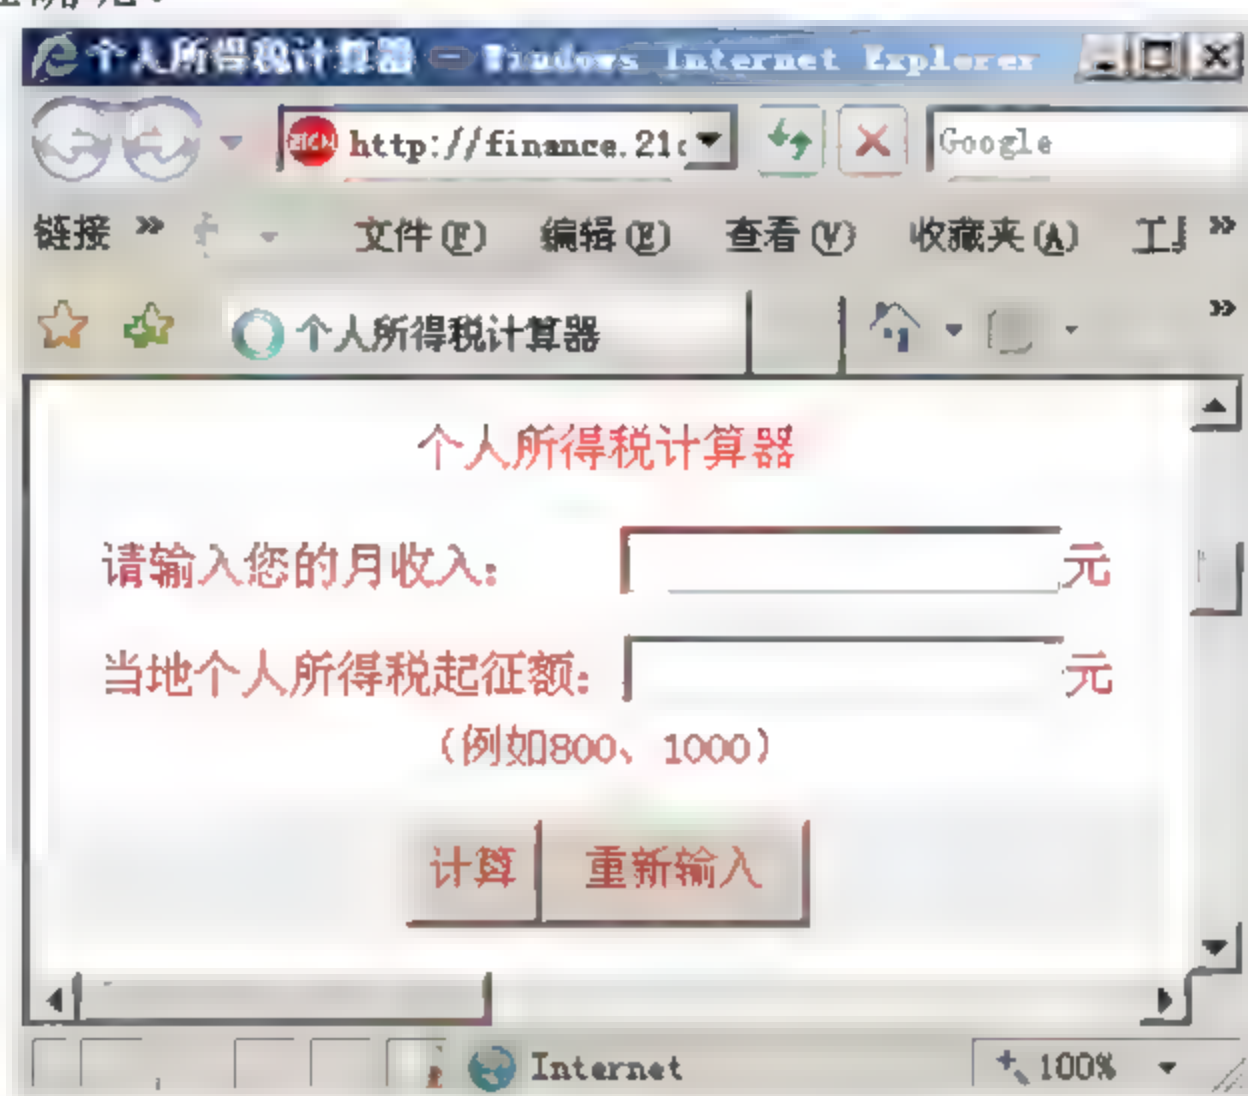 个人所得税计算器 - Windows Internet Explorer
http://finance.21c
Google
链接 » 文件(F) 编辑(E) 查看(V) 收藏夹(A) »
个人所得税计算器 »
个人所得税计算器
请输入您的月收入: 元
当地个人所得税起征额: 元
(例如800、1000)
计算 重新输入
Internet 100%